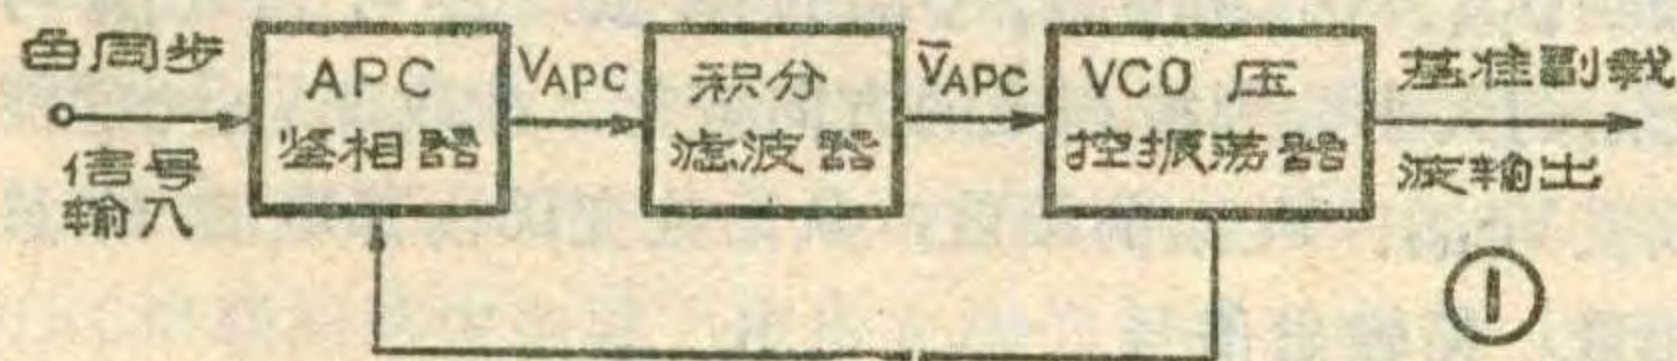 色同步
信号
输入
APC
鉴相器
VAPC
积分
滤波器
V̄APC
VCO 压
控振荡器
基准副载
波输出
①